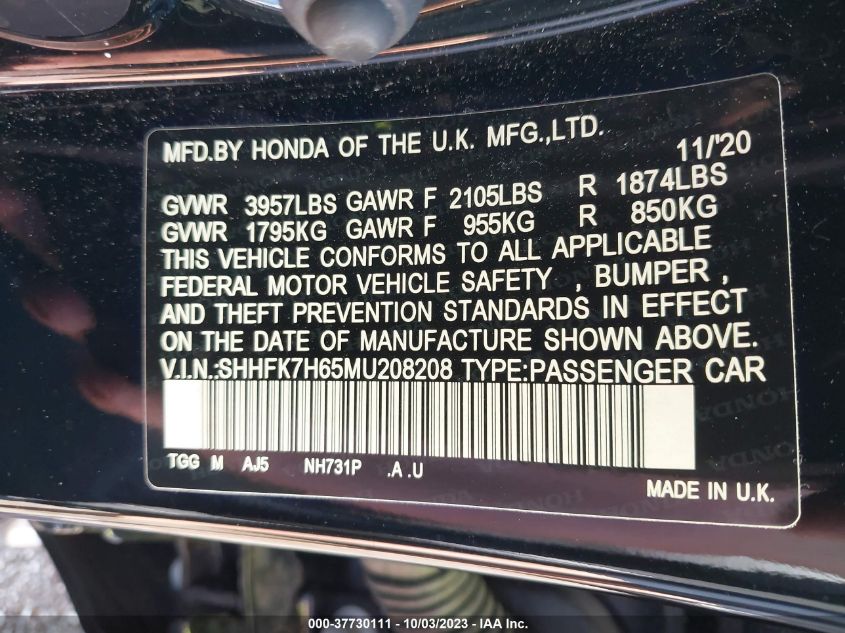 MFD.BY HONDA OF THE U.K. MFG.,LTD. 11/'20
GVWR 3957LBS GAWR F 2105LBS R 1874LBS
GVWR 1795KG GAWR F 955KG R 850KG
THIS VEHICLE CONFORMS TO ALL APPLICABLE
FEDERAL MOTOR VEHICLE SAFETY , BUMPER ,
AND THEFT PREVENTION STANDARDS IN EFFECT
ON THE DATE OF MANUFACTURE SHOWN ABOVE.
V.I.N.:SHHFK7H65MU208208 TYPE:PASSENGER CAR
TGG M AJ5 NH731P .A .U
MADE IN U.K.
000-37730111 - 10/03/2023 - IAA Inc.